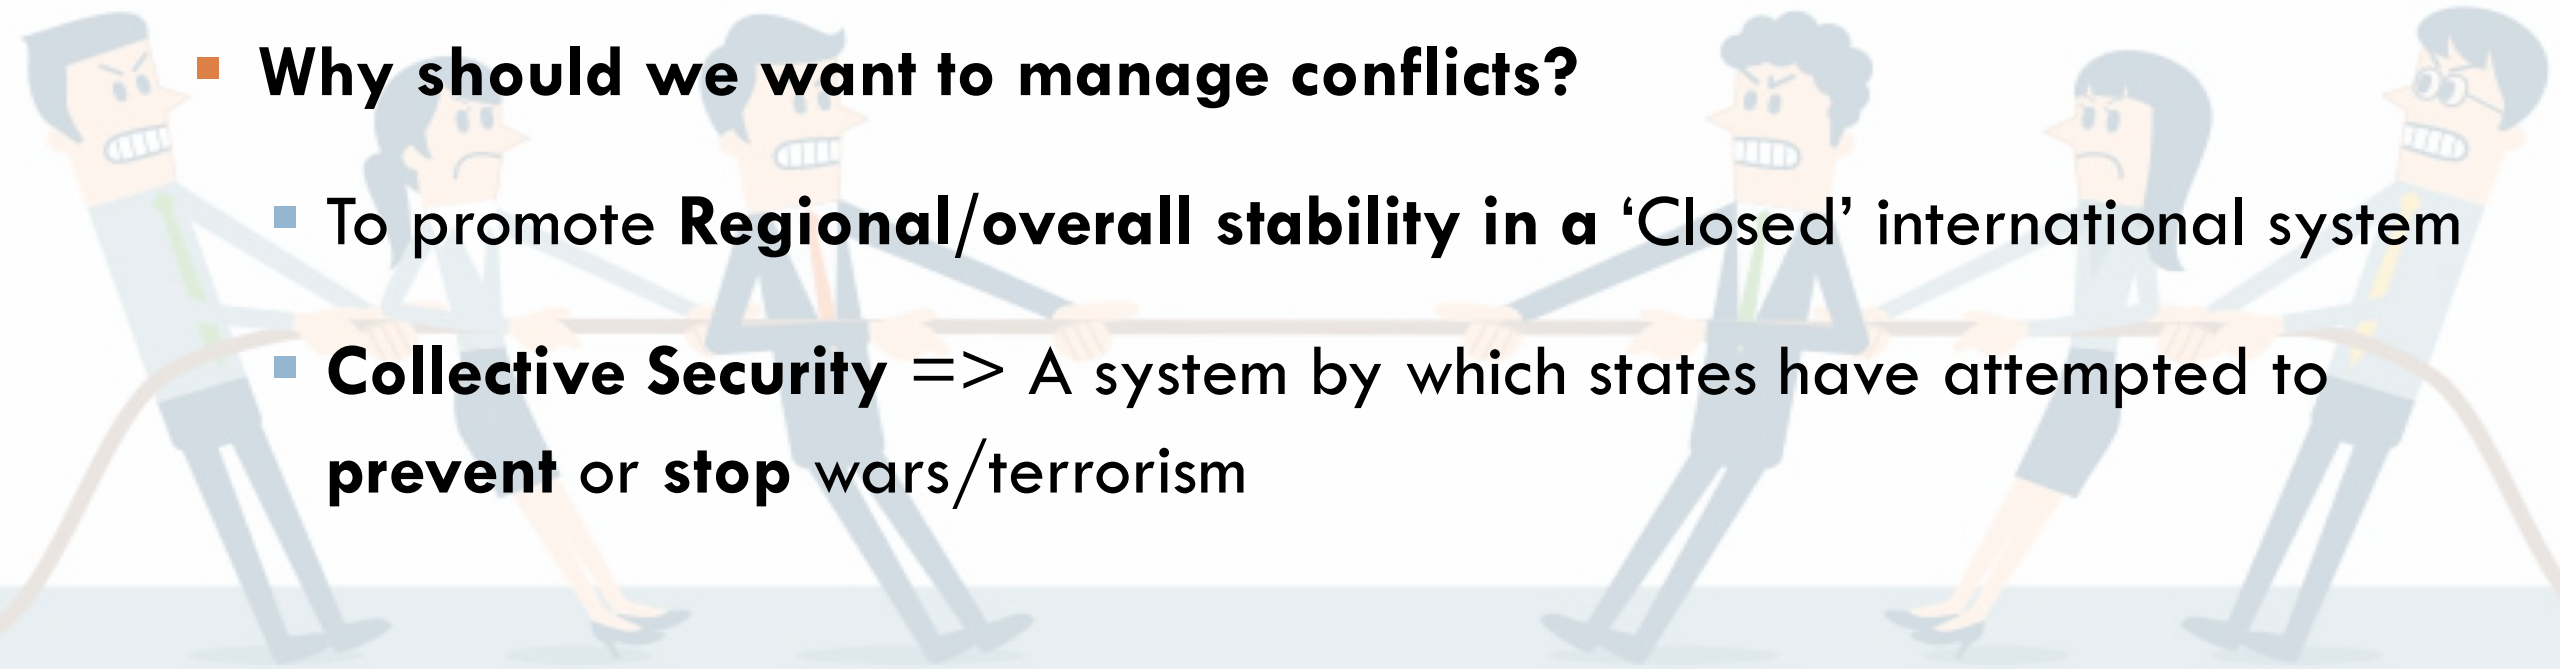 ▪ Why should we want to manage conflicts?
▪ To promote Regional/overall stability in a ‘Closed’ international system
▪ Collective Security => A system by which states have attempted to
prevent or stop wars/terrorism